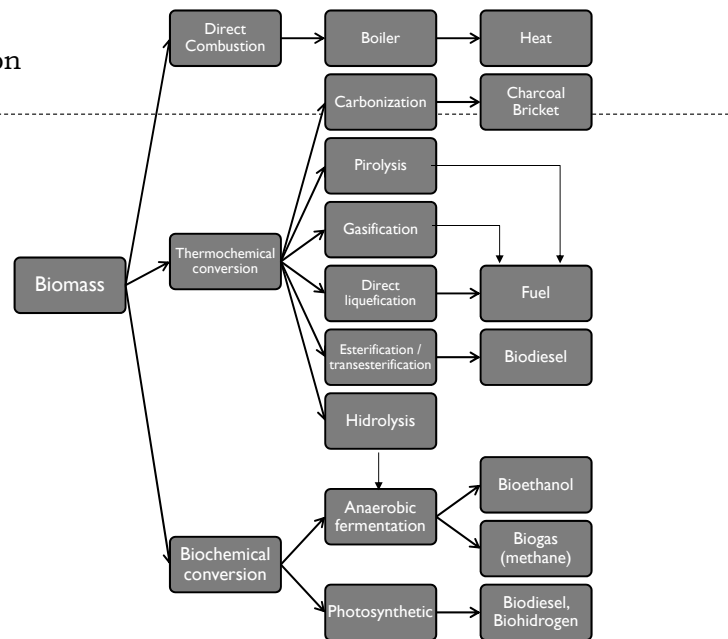 on
Direct
Combustion
Boiler
Heat
Carbonization
Charcoal
Bricket
Pirolysis
Gasification
Biomass
Thermochemical
conversion
Direct
liquefication
Fuel
Esterification /
transesterification
Biodiesel
Hidrolysis
Anaerobic
fermentation
Bioethanol
Biogas
(methane)
Biochemical
conversion
Photosynthetic
Biodiesel,
Biohidrogen